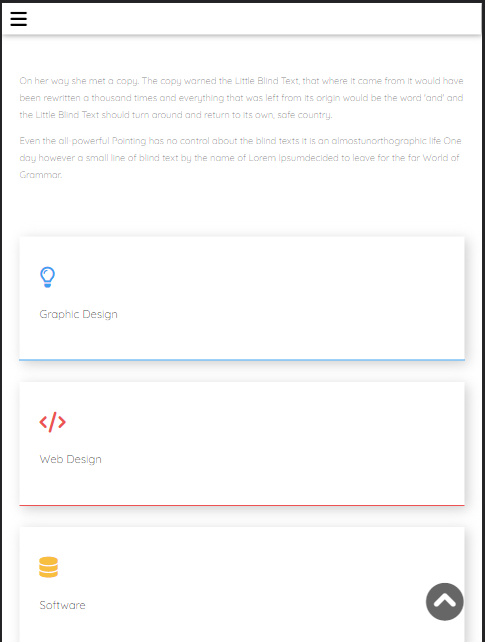 On her way she met a copy. The copy warned the Little Blind Text, that where it came from it would have
been rewritten a thousand times and everything that was left from its origin would be the word 'and' and
the Little Blind Text should turn around and return to its own, safe country.
Even the all-powerful Pointing has no control about the blind texts it is an almostunorthographic life One
day however a small line of blind text by the name of Lorem Ipsumdecided to leave for the far World of
Grammar.
Graphic Design
Web Design
Software